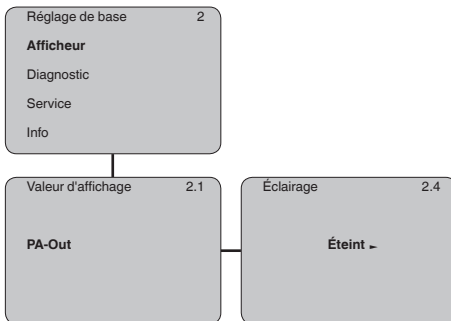 Réglage de base 2
Afficheur
Diagnostic
Service
Info
Valeur d'affichage 2.1
PA-Out
Éclairage 2.4
Éteint ►